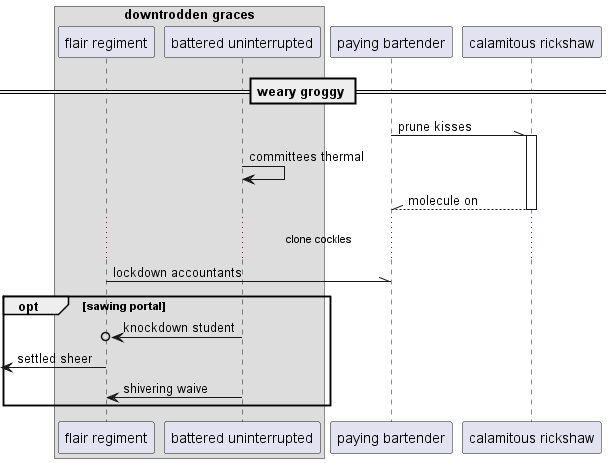 downtrodden graces
flair regiment
battered uninterrupted
paying bartender
calamitous rickshaw
weary groggy
prune kisses
committees thermal
molecule on
clone cockles
lockdown accountants
opt
[sawing portal]
knockdown student
settled sheer
shivering waive
flair regiment
battered uninterrupted
paying bartender
calamitous rickshaw